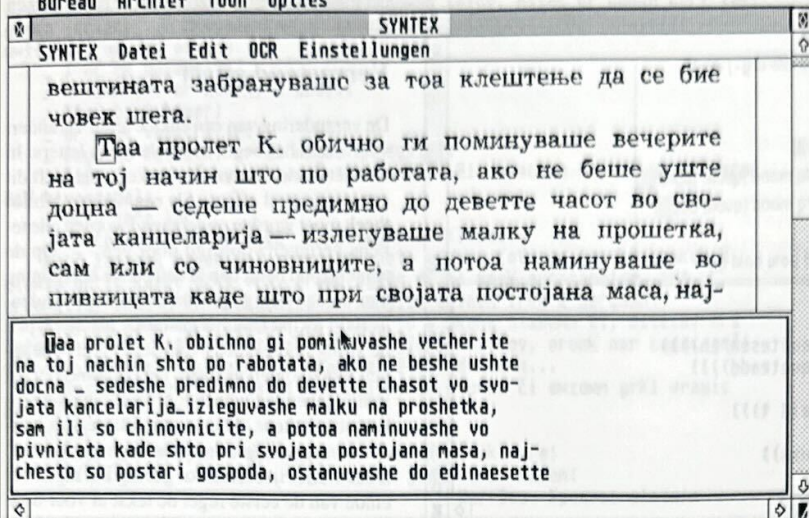 Bureau Archief Toon Opties
SYNTEX
SYNTEX Datei Edit OCR Einstellungen
вештината забрануваше за тоа клештење да се бие
човек шега.
Таа пролет К. обично ги поминуваше вечерите
на тој начин што по работата, ако не беше уште
доцна — седеше предимно до деветте часот во сво-
јата канцеларија — излегуваше малку на прошетка,
сам или со чиновниците, а потоа наминуваше во
пивницата каде што при својата постојана маса, нај-
Taa prolet K. obichno gi pominuvashe vecherite
na toj nachin shto po rabotata, ako ne beshe ushte
docna – sedeshe predimno do devette chasot vo svo-
jata kancelarija_izleguvashe malku na proshetka,
sam ili so chinovnicite, a potoa naminuvashe vo
pivnicata kade shto pri svojata postojana masa, naj-
chesto so postari gospoda, ostanuvashe do edinaesette